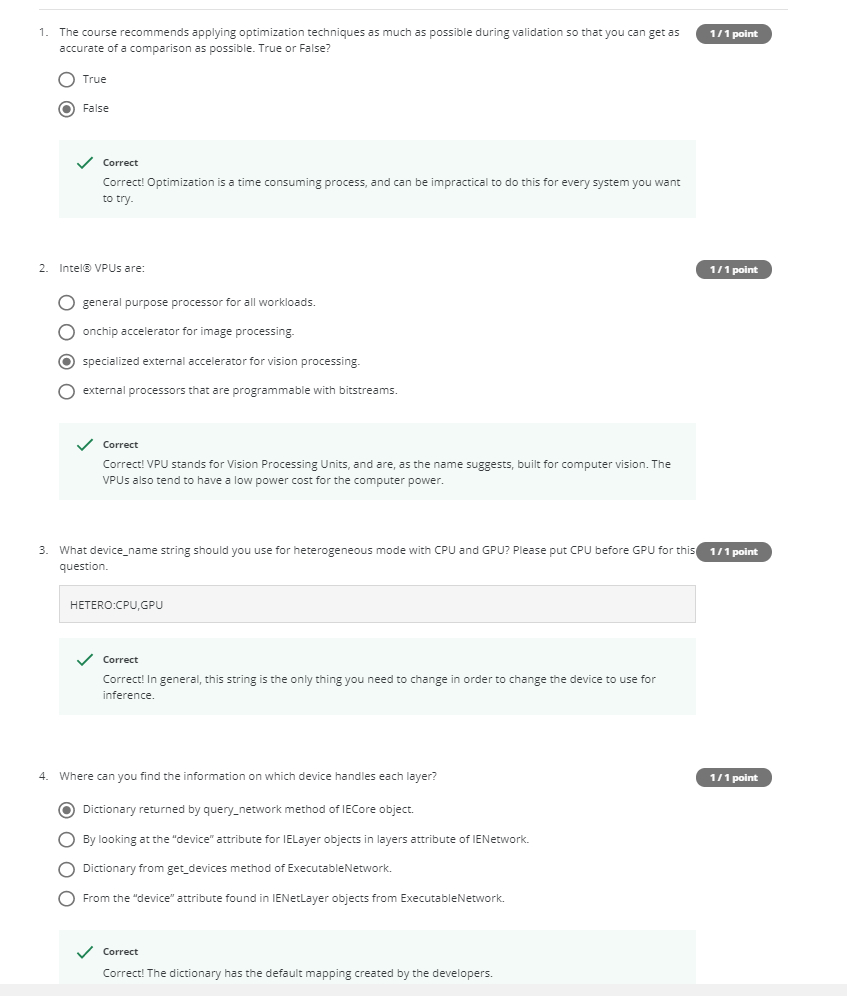 1. The course recommends applying optimization techniques as much as possible during validation so that you can get as
1 / 1 point
accurate of a comparison as possible. True or False?
True
False
Correct
Correct! Optimization is a time consuming process, and can be impractical to do this for every system you want
to try.
2. Intel® VPUs are:
1 / 1 point
general purpose processor for all workloads.
onchip accelerator for image processing.
specialized external accelerator for vision processing.
external processors that are programmable with bitstreams.
Correct
Correct! VPU stands for Vision Processing Units, and are, as the name suggests, built for computer vision. The
VPUs also tend to have a low power cost for the computer power.
3. What device_name string should you use for heterogeneous mode with CPU and GPU? Please put CPU before GPU for this
1 / 1 point
question.
HETERO:CPU,GPU
Correct
Correct! In general, this string is the only thing you need to change in order to change the device to use for
inference.
4. Where can you find the information on which device handles each layer?
1 / 1 point
Dictionary returned by query_network method of IECore object.
By looking at the “device” attribute for IELayer objects in layers attribute of IENetwork.
Dictionary from get_devices method of ExecutableNetwork.
From the “device” attribute found in IENetLayer objects from ExecutableNetwork.
Correct
Correct! The dictionary has the default mapping created by the developers.